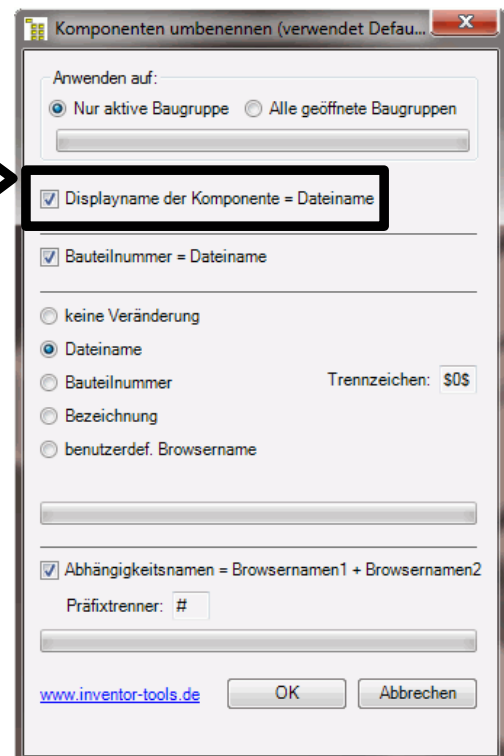 Komponenten umbenennen (verwendet Defau...
Anwenden auf:
Nur aktive Baugruppe Alle geöffnete Baugruppen
Displayname der Komponente = Dateiname
Bauteilnummer = Dateiname
keine Veränderung
Dateiname
Bauteilnummer Trennzeichen: $0$
Bezeichnung
benutzerdef. Browsername
Abhängigkeitsnamen = Browsernamen1 + Browsernamen2
Präfixtrenner: #
www.inventor-tools.de OK Abbrechen